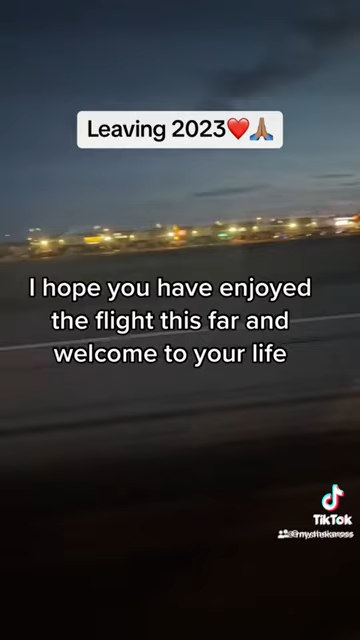 Leaving 2023❤️🙏🏽
I hope you have enjoyed
the flight this far and
welcome to your life
TikTok